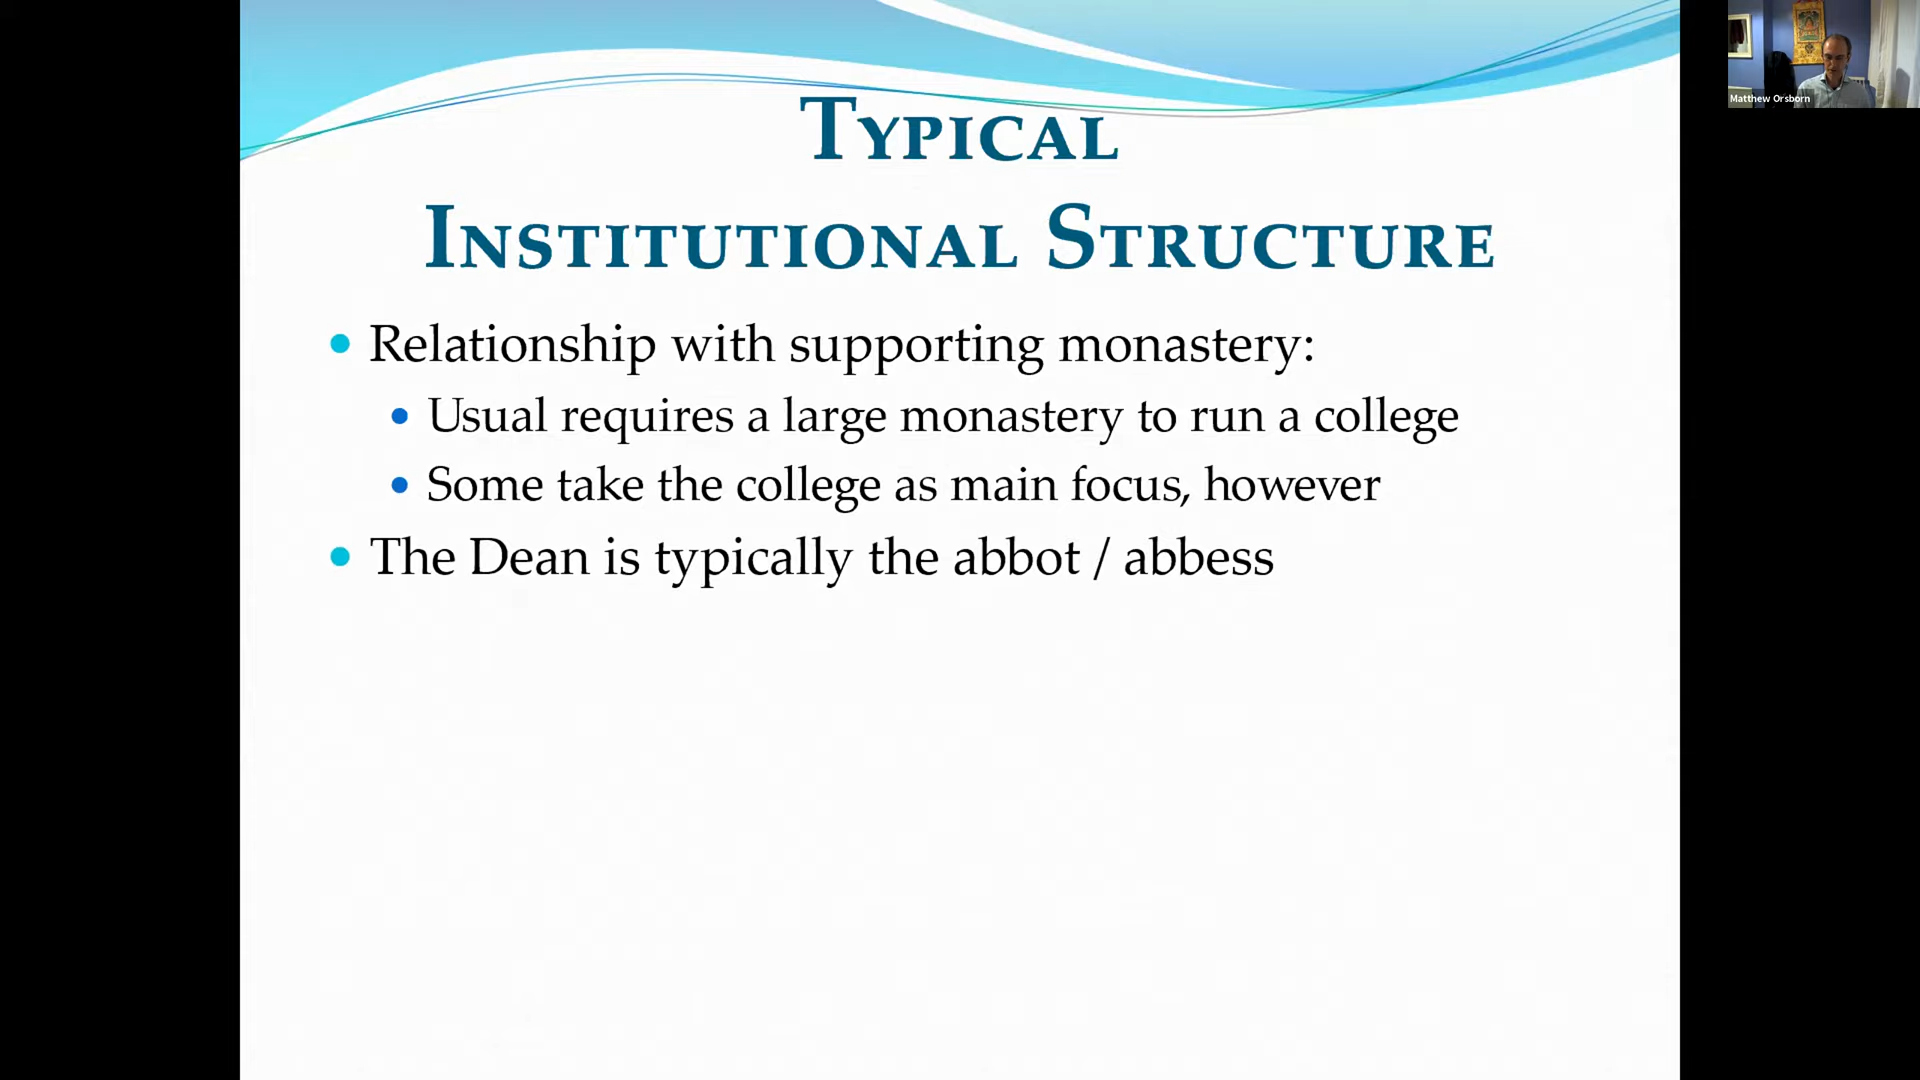 Typical
Institutional Structure
• Relationship with supporting monastery:
• Usual requires a large monastery to run a college
• Some take the college as main focus, however
• The Dean is typically the abbot / abbess
Matthew Orsborn